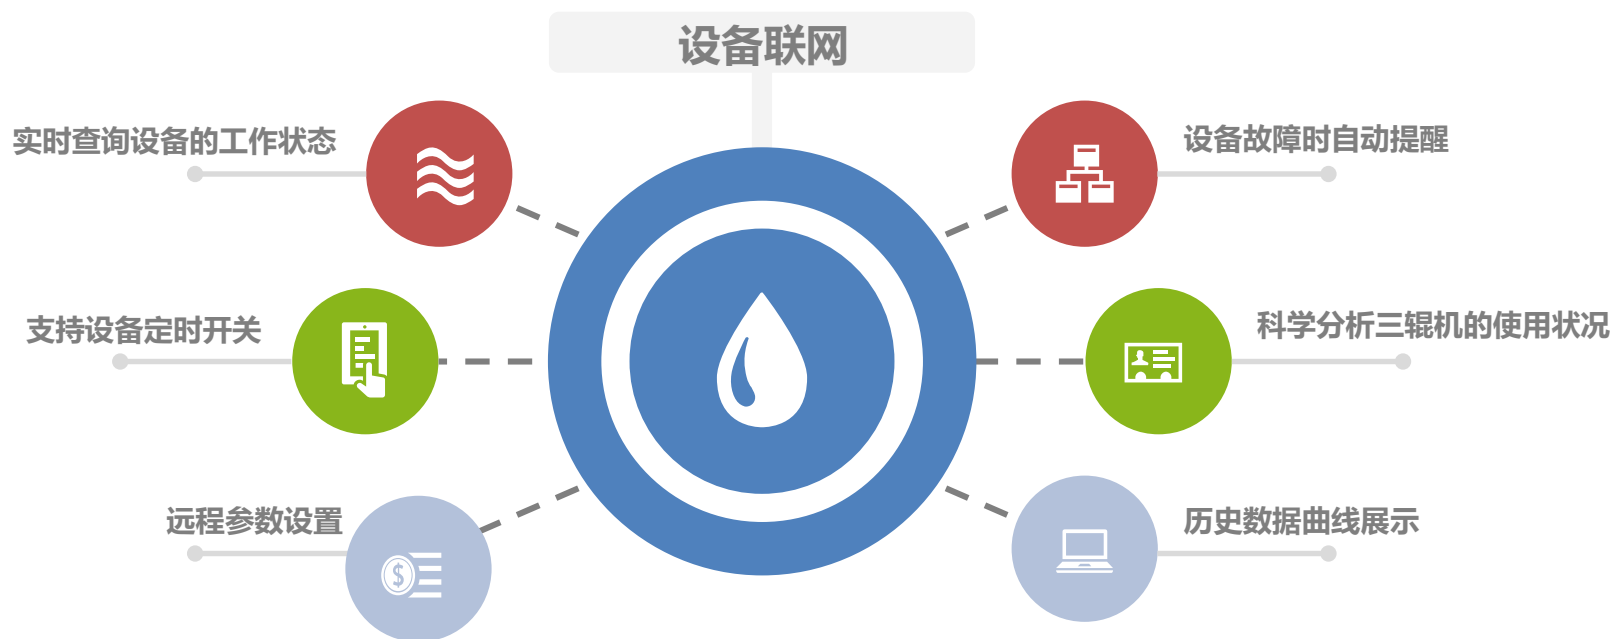 设备联网
实时查询设备的工作状态
设备故障时自动提醒
支持设备定时开关
科学分析三辊机的使用状况
远程参数设置
历史数据曲线展示
$